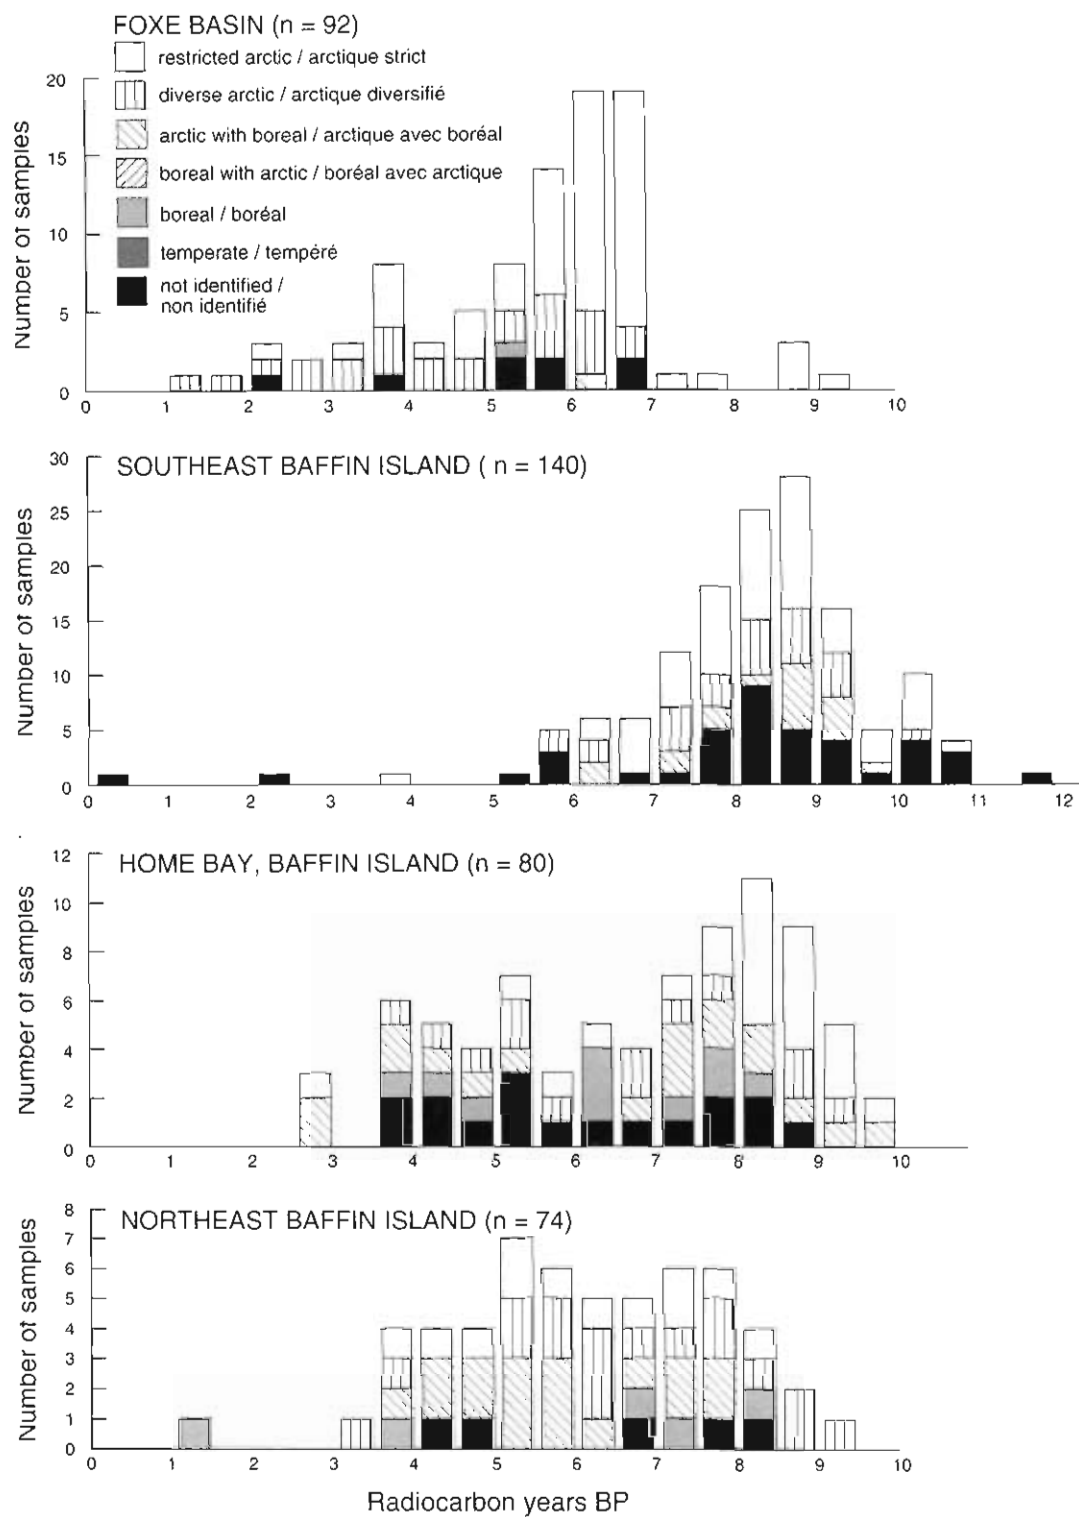 FOXE BASIN (n = 92)
restricted arctic / arctique strict
diverse arctic / arctique diversifié
arctic with boreal / arctique avec boréal
boreal with arctic / boréal avec arctique
boreal / boréal
temperate / tempéré
not identified /
non identifié
Number of samples
20
15
10
5
0
0 1 2 3 4 5 6 7 8 9 10
SOUTHEAST BAFFIN ISLAND ( n = 140)
Number of samples
30
25
20
15
10
5
0
0 1 2 3 4 5 6 7 8 9 10 11 12
HOME BAY, BAFFIN ISLAND (n = 80)
Number of samples
12
10
8
6
4
2
0
0 1 2 3 4 5 6 7 8 9 10
NORTHEAST BAFFIN ISLAND (n = 74)
Number of samples
8
7
6
5
4
3
2
1
0
0 1 2 3 4 5 6 7 8 9 10
Radiocarbon years BP